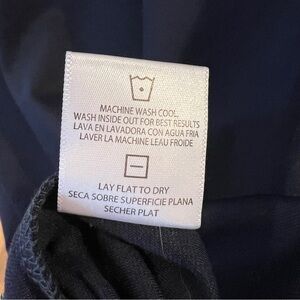 MACHINE WASH COOL.
WASH INSIDE OUT FOR BEST RESULTS
LAVA EN LAVADORA CON AGUA FRIA
LAVER LA MACHINE LEAU FROIDE
LAY FLAT TO DRY
SECA SOBRE SUPERFICIE PLANA
SECHER PLAT